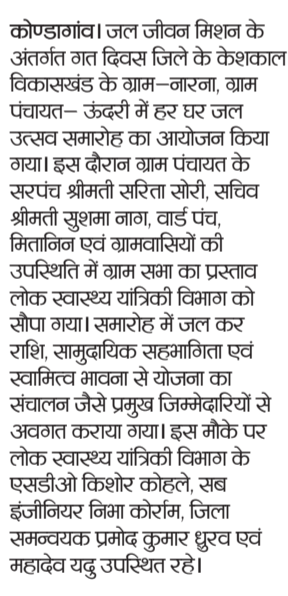 कोण्डागांव। जल जीवन मिशन के
अंतर्गत गत दिवस जिले के केशकाल
विकासखंड के ग्राम–नारना, ग्राम
पंचायत– ऊंदरी में हर घर जल
उत्सव समारोह का आयोजन किया
गया। इस दौरान ग्राम पंचायत के
सरपंच श्रीमती सरिता सोरी, सचिव
श्रीमती सुशमा नाग, वार्ड पंच,
मितानिन एवं ग्रामवासियों की
उपस्थिति में ग्राम सभा का प्रस्ताव
लोक स्वास्थ्य यांत्रिकी विभाग को
सौपा गया। समारोह में जल कर
राशि, सामुदायिक सहभागिता एवं
स्वामित्व भावना से योजना का
संचालन जैसे प्रमुख जिम्मेदारियों से
अवगत कराया गया। इस मौके पर
लोक स्वास्थ्य यांत्रिकी विभाग के
एसडीओ किशोर कोहले, सब
इंजीनियर निभा कोर्राम, जिला
समन्वयक प्रमोद कुमार ध्रुरव एवं
महादेव यदु उपस्थित रहे।